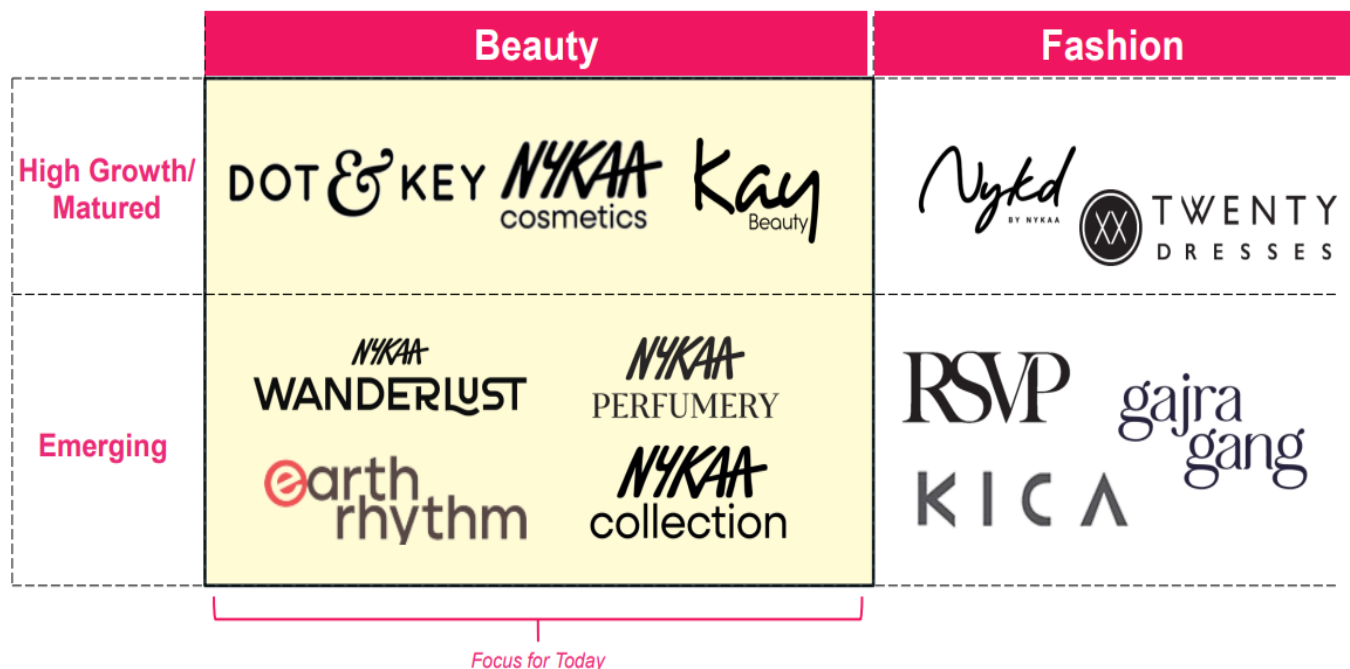 Beauty
Fashion
High Growth/
Matured
DOT & KEY
NYKAA
cosmetics
Kay
Beauty
Nykd
BY NYKAA
XX
TWENTY
DRESSES
Emerging
NYKAA
WANDERLUST
NYKAA
PERFUMERY
earth
rhythm
NYKAA
collection
RSVP
gajra
gang
KICA
Focus for Today